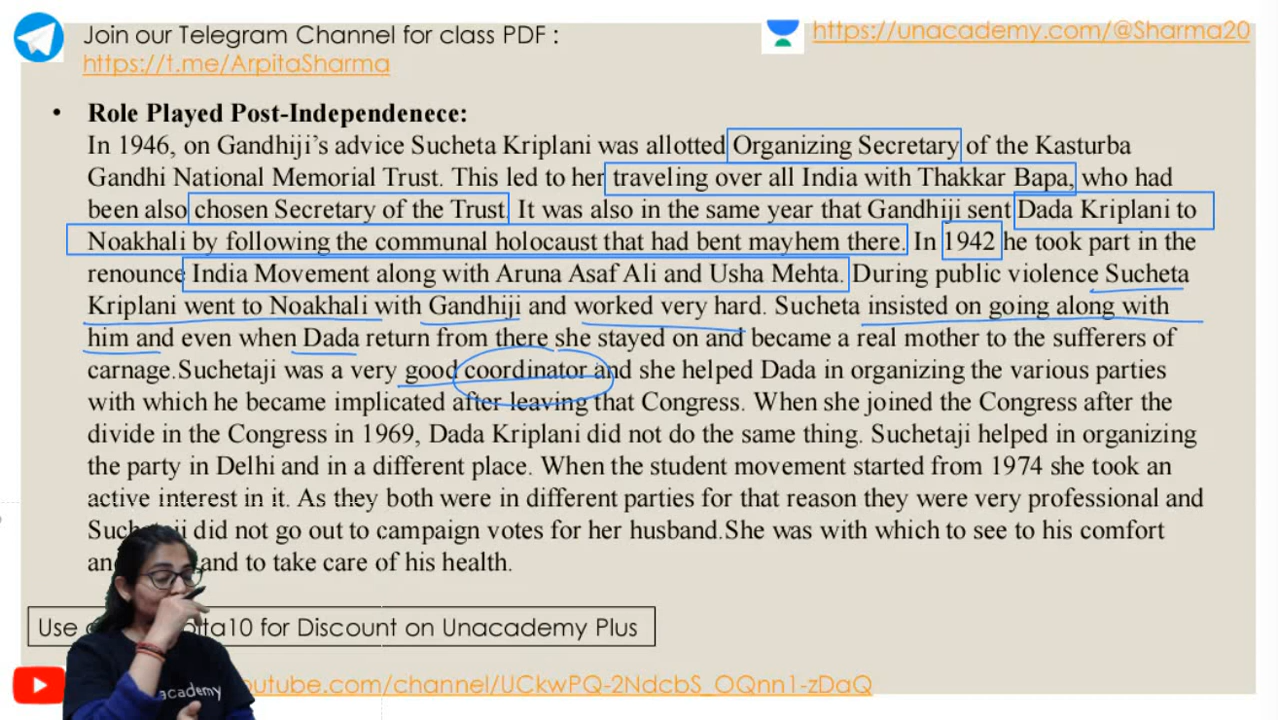 Join our Telegram Channel for class PDF :
https://t.me/ArpitaSharma
https://unacademy.com/@Sharma20
• Role Played Post-Independenece:
In 1946, on Gandhiji's advice Sucheta Kriplani was allotted Organizing Secretary of the Kasturba
Gandhi National Memorial Trust. This led to her traveling over all India with Thakkar Bapa, who had
been also chosen Secretary of the Trust. It was also in the same year that Gandhiji sent Dada Kriplani to
Noakhali by following the communal holocaust that had bent mayhem there. In 1942 he took part in the
renounce India Movement along with Aruna Asaf Ali and Usha Mehta. During public violence Sucheta
Kriplani went to Noakhali with Gandhiji and worked very hard. Sucheta insisted on going along with
him and even when Dada return from there she stayed on and became a real mother to the sufferers of
carnage.Suchetaji was a very good coordinator and she helped Dada in organizing the various parties
with which he became implicated after leaving that Congress. When she joined the Congress after the
divide in the Congress in 1969, Dada Kriplani did not do the same thing. Suchetaji helped in organizing
the party in Delhi and in a different place. When the student movement started from 1974 she took an
active interest in it. As they both were in different parties for that reason they were very professional and
did not go out to campaign votes for her husband.She was with which to see to his comfort
and to take care of his health.
Use for Discount on Unacademy Plus
academy